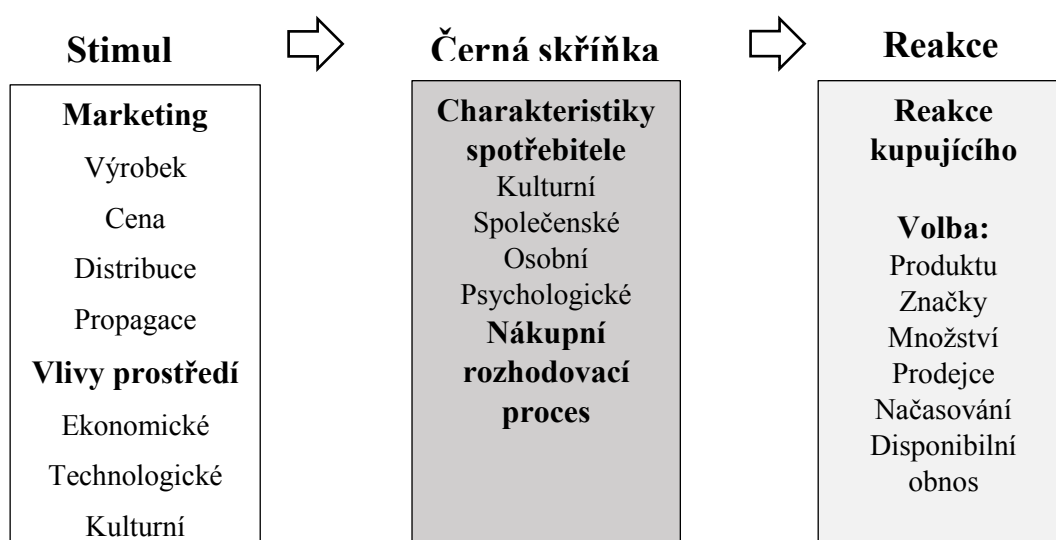 Stimul
Černá skříňka
Reakce
Marketing
Výrobek
Cena
Distribuce
Propagace
Vlivy prostředí
Ekonomické
Technologické
Kulturní
Charakteristiky
spotřebitele
Kulturní
Společenské
Osobní
Psychologické
Nákupní
rozhodovací
proces
Reakce
kupujícího
Volba:
Produktu
Značky
Množství
Prodejce
Načasování
Disponibilní
obnos